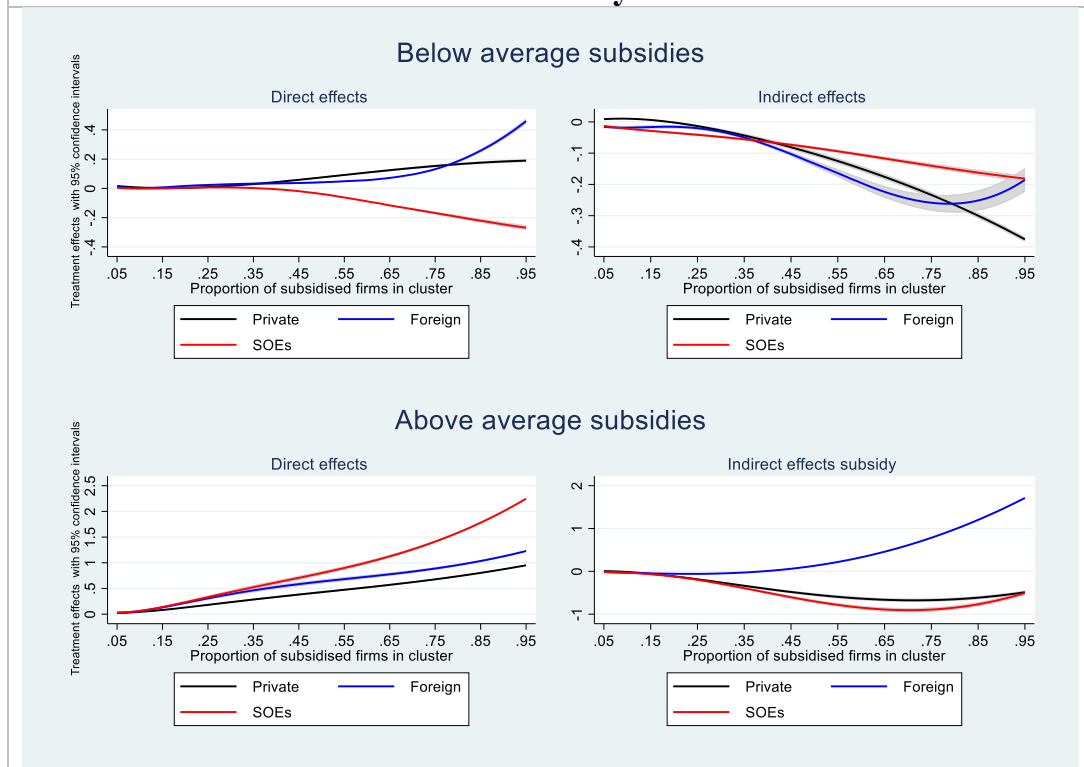 Below average subsidies
Treatment effects with 95% confidence intervals
Direct effects
.4
.2
0
-.2
-.4
.05 .15 .25 .35 .45 .55 .65 .75 .85 .95
Proportion of subsidised firms in cluster
Private Foreign
SOEs
Indirect effects
0
-.1
-.2
-.3
-.4
.05 .15 .25 .35 .45 .55 .65 .75 .85 .95
Proportion of subsidised firms in cluster
Private Foreign
SOEs
Above average subsidies
Treatment effects with 95% confidence intervals
Direct effects
2.5
2
1.5
1
.5
0
.05 .15 .25 .35 .45 .55 .65 .75 .85 .95
Proportion of subsidised firms in cluster
Private Foreign
SOEs
Indirect effects subsidy
2
1
0
-1
.05 .15 .25 .35 .45 .55 .65 .75 .85 .95
Proportion of subsidised firms in cluster
Private Foreign
SOEs